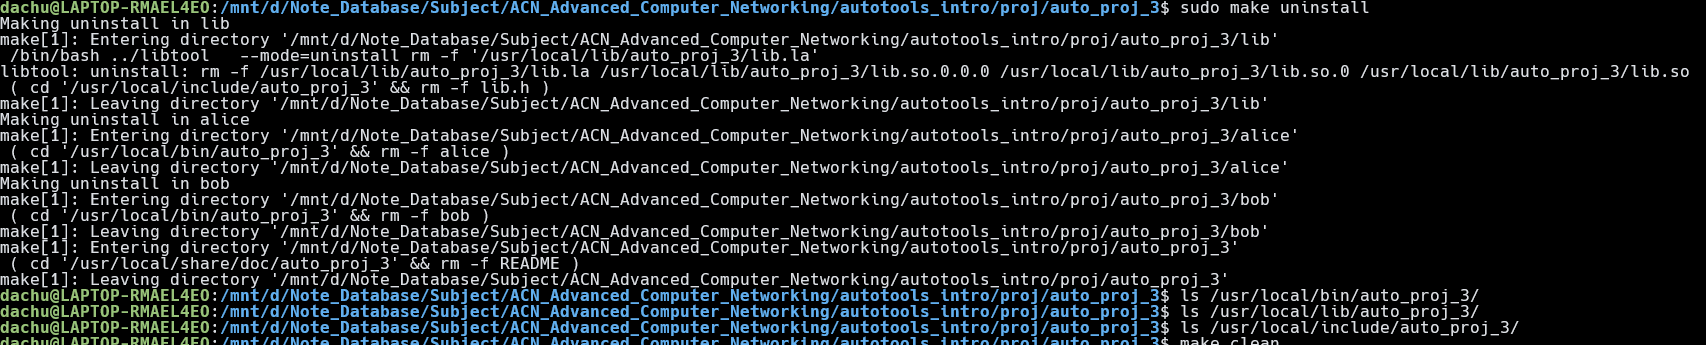 dachu@LAPTOP-RMAEL4EO:/mnt/d/Note_Database/Subject/ACN_Advanced_Computer_Networking/autotools_intro/proj/auto_proj_3$ sudo make uninstall
Making uninstall in lib
make[1]: Entering directory '/mnt/d/Note_Database/Subject/ACN_Advanced_Computer_Networking/autotools_intro/proj/auto_proj_3/lib'
 /bin/bash ../libtool   --mode=uninstall rm -f '/usr/local/lib/auto_proj_3/lib.la'
libtool: uninstall: rm -f /usr/local/lib/auto_proj_3/lib.la /usr/local/lib/auto_proj_3/lib.so.0.0.0 /usr/local/lib/auto_proj_3/lib.so.0 /usr/local/lib/auto_proj_3/lib.so
 ( cd '/usr/local/include/auto_proj_3' && rm -f lib.h )
make[1]: Leaving directory '/mnt/d/Note_Database/Subject/ACN_Advanced_Computer_Networking/autotools_intro/proj/auto_proj_3/lib'
Making uninstall in alice
make[1]: Entering directory '/mnt/d/Note_Database/Subject/ACN_Advanced_Computer_Networking/autotools_intro/proj/auto_proj_3/alice'
 ( cd '/usr/local/bin/auto_proj_3' && rm -f alice )
make[1]: Leaving directory '/mnt/d/Note_Database/Subject/ACN_Advanced_Computer_Networking/autotools_intro/proj/auto_proj_3/alice'
Making uninstall in bob
make[1]: Entering directory '/mnt/d/Note_Database/Subject/ACN_Advanced_Computer_Networking/autotools_intro/proj/auto_proj_3/bob'
 ( cd '/usr/local/bin/auto_proj_3' && rm -f bob )
make[1]: Leaving directory '/mnt/d/Note_Database/Subject/ACN_Advanced_Computer_Networking/autotools_intro/proj/auto_proj_3/bob'
make[1]: Entering directory '/mnt/d/Note_Database/Subject/ACN_Advanced_Computer_Networking/autotools_intro/proj/auto_proj_3'
 ( cd '/usr/local/share/doc/auto_proj_3' && rm -f README )
make[1]: Leaving directory '/mnt/d/Note_Database/Subject/ACN_Advanced_Computer_Networking/autotools_intro/proj/auto_proj_3'
dachu@LAPTOP-RMAEL4EO:/mnt/d/Note_Database/Subject/ACN_Advanced_Computer_Networking/autotools_intro/proj/auto_proj_3$ ls /usr/local/bin/auto_proj_3/
dachu@LAPTOP-RMAEL4EO:/mnt/d/Note_Database/Subject/ACN_Advanced_Computer_Networking/autotools_intro/proj/auto_proj_3$ ls /usr/local/lib/auto_proj_3/
dachu@LAPTOP-RMAEL4EO:/mnt/d/Note_Database/Subject/ACN_Advanced_Computer_Networking/autotools_intro/proj/auto_proj_3$ ls /usr/local/include/auto_proj_3/
dachu@LAPTOP-RMAEL4EO:/mnt/d/Note_Database/Subject/ACN_Advanced_Computer_Networking/autotools_intro/proj/auto_proj_3$ make clean